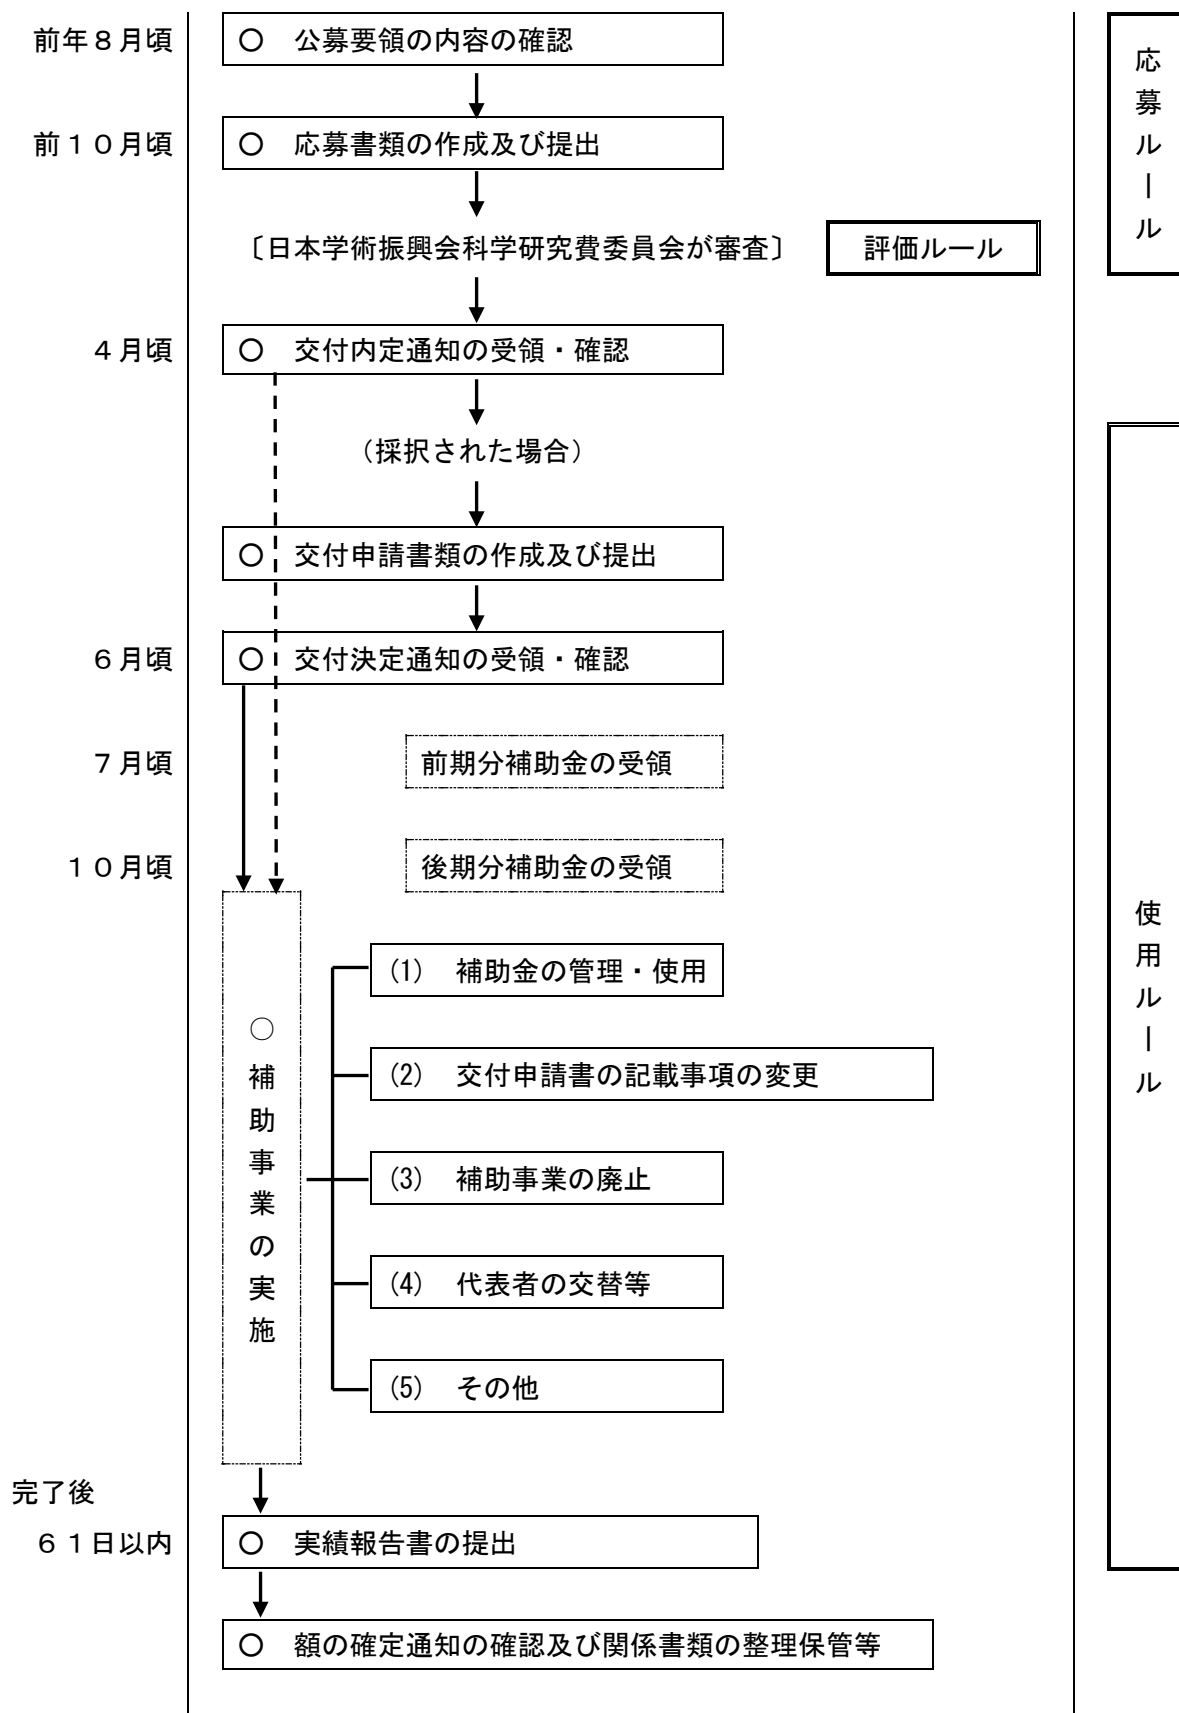 前年８月頃
○　公募要領の内容の確認
前１０月頃
○　応募書類の作成及び提出
〔日本学術振興会科学研究費委員会が審査〕
評価ルール
応募ルール
４月頃
○　交付内定通知の受領・確認
（採択された場合）
○　交付申請書類の作成及び提出
６月頃
○　交付決定通知の受領・確認
７月頃
前期分補助金の受領
１０月頃
後期分補助金の受領
○補助事業の実施
(1)　補助金の管理・使用
(2)　交付申請書の記載事項の変更
(3)　補助事業の廃止
(4)　代表者の交替等
(5)　その他
使用ルール
完了後
６１日以内
○　実績報告書の提出
○　額の確定通知の確認及び関係書類の整理保管等